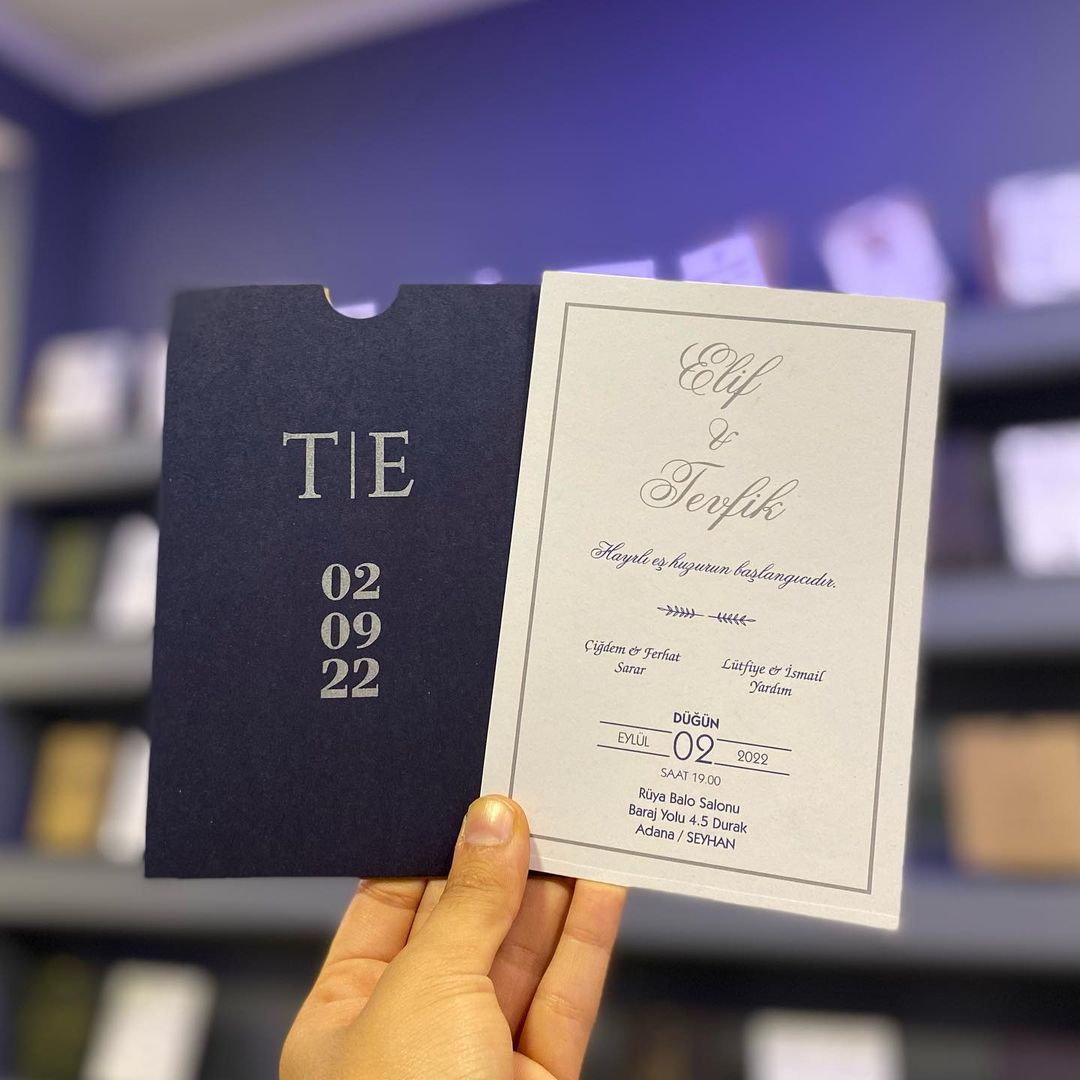 T|E
02
09
22
Elif
&
Tevfik
Hayırlı eş huzurun başlangıcıdır.
Çiğdem & Ferhat
Sarar
Lütfiye & İsmail
Yardım
DÜĞÜN
EYLÜL 02 2022
SAAT 19.00
Rüya Balo Salonu
Baraj Yolu 4.5 Durak
Adana / SEYHAN